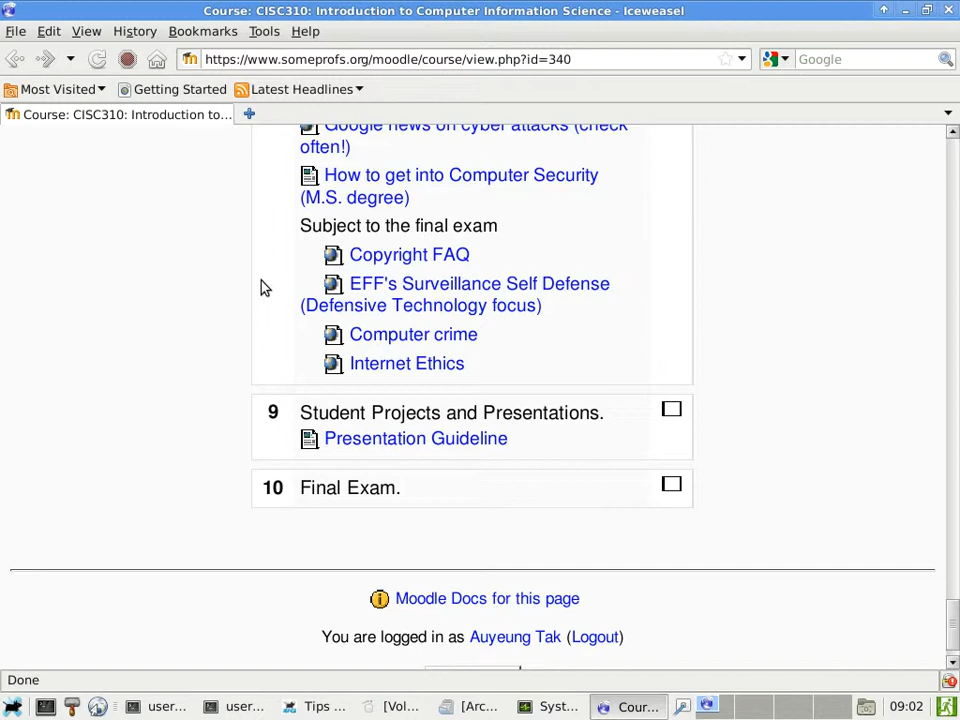 Course: CISC310: Introduction to Computer Information Science - Iceweasel
File Edit View History Bookmarks Tools Help
https://www.someprofs.org/moodle/course/view.php?id=340
Google
Most Visited Getting Started Latest Headlines
Course: CISC310: Introduction to...
Google news on cyber attacks (check
often!)
How to get into Computer Security
(M.S. degree)
Subject to the final exam
Copyright FAQ
EFF's Surveillance Self Defense
(Defensive Technology focus)
Computer crime
Internet Ethics
9 Student Projects and Presentations.
Presentation Guideline
10 Final Exam.
Moodle Docs for this page
You are logged in as Auyeung Tak (Logout)
Done
user... user... Tips ... [Vol... [Arc... Syst... Cour... 09:02